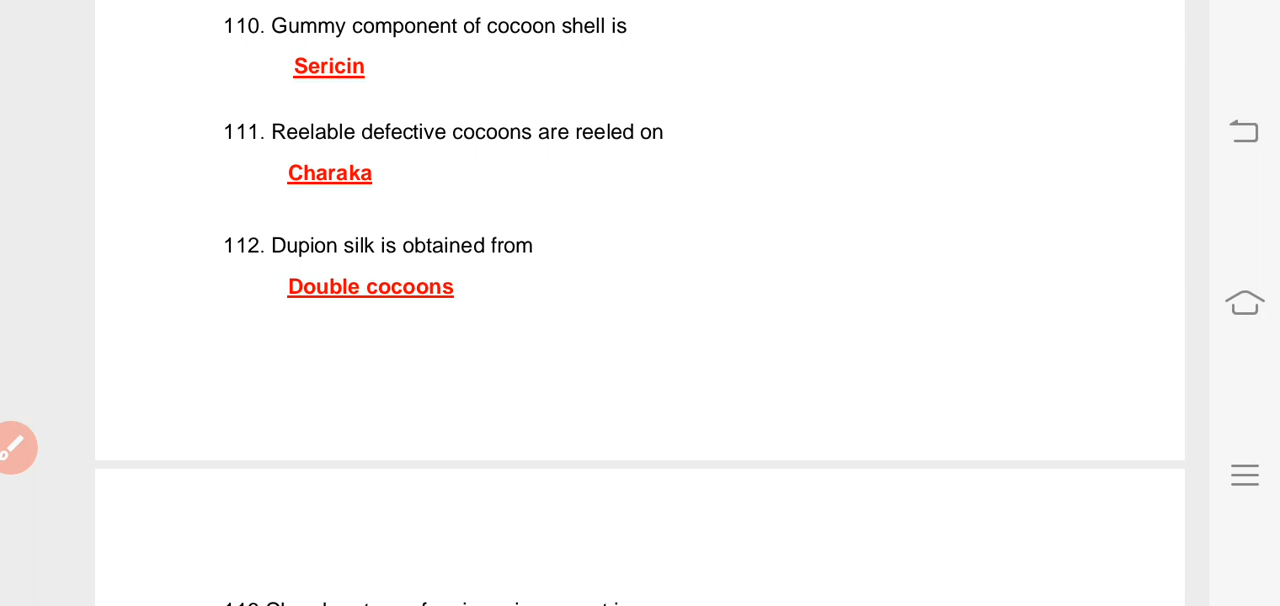 110. Gummy component of cocoon shell is
Sericin
111. Reelable defective cocoons are reeled on
Charaka
112. Dupion silk is obtained from
Double cocoons